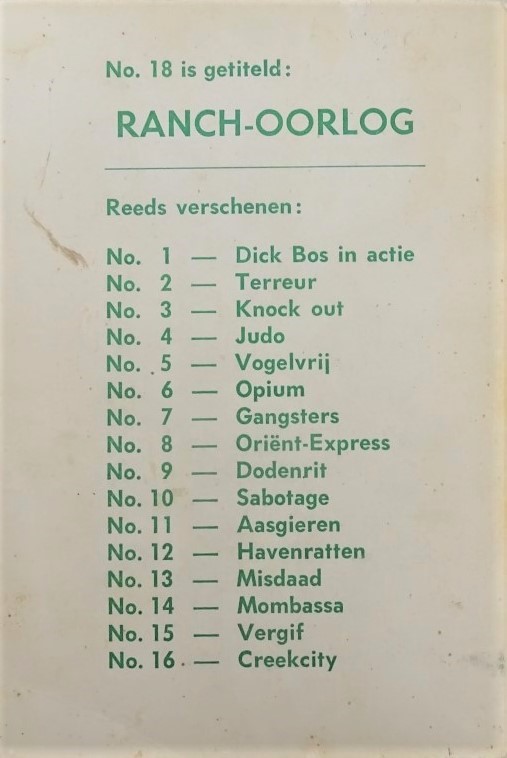 No. 18 is getiteld:
RANCH-OORLOG
Reeds verschenen:
No. 1 — Dick Bos in actie
No. 2 — Terreur
No. 3 — Knock out
No. 4 — Judo
No. 5 — Vogelvrij
No. 6 — Opium
No. 7 — Gangsters
No. 8 — Oriënt-Express
No. 9 — Dodenrit
No. 10 — Sabotage
No. 11 — Aasgieren
No. 12 — Havenratten
No. 13 — Misdaad
No. 14 — Mombassa
No. 15 — Vergif
No. 16 — Creekcity